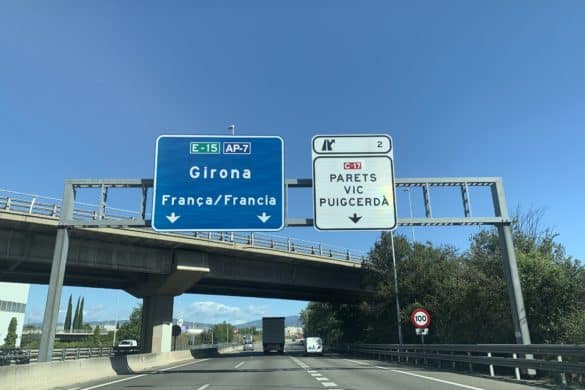 E-15 AP-7
Girona
França/Francia
2
C-17
PARETS
VIC
PUIGCERDÀ
100